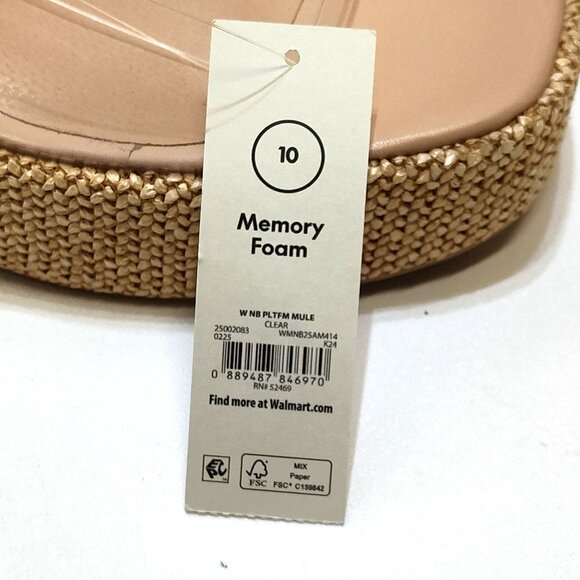 10
Memory
Foam
W NB PLTFM MULE
CLEAR
25002083 WMNB25AM414
0225 K24
0 889487 846970
RN# 52469
Find more at Walmart.com
MIX
Paper
FSC FSC® C159842